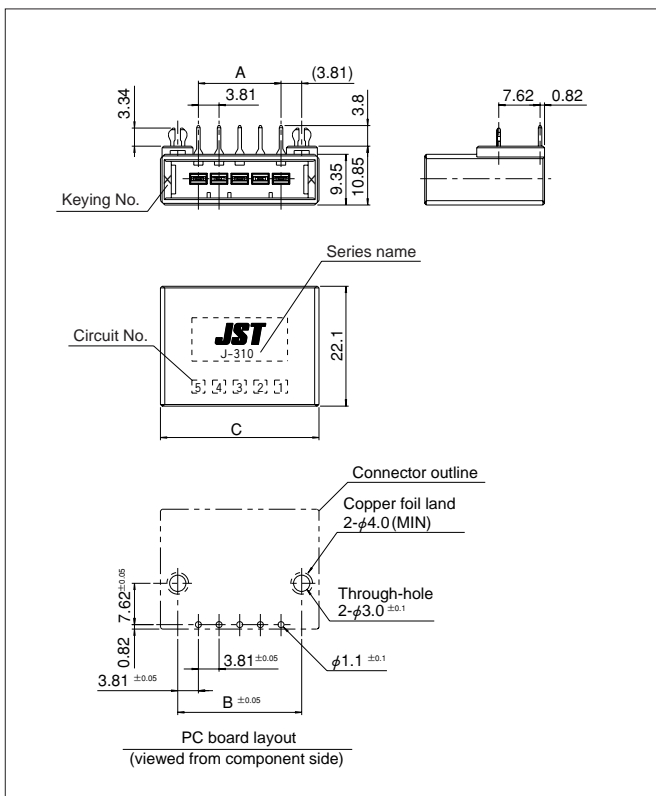 A
(3.81)
3.34
3.81
3.8
7.62
0.82
9.35
10.85
Keying No.
Series name
Circuit No.
JST
J-310
5 4 3 2 1
22.1
C
Connector outline
Copper foil land
2-ϕ4.0 (MIN)
Through-hole
2-ϕ3.0 ±0.1
7.62±0.05
0.82
3.81 ±0.05
3.81 ±0.05
ϕ1.1 ±0.1
B ±0.05
PC board layout
(viewed from component side)